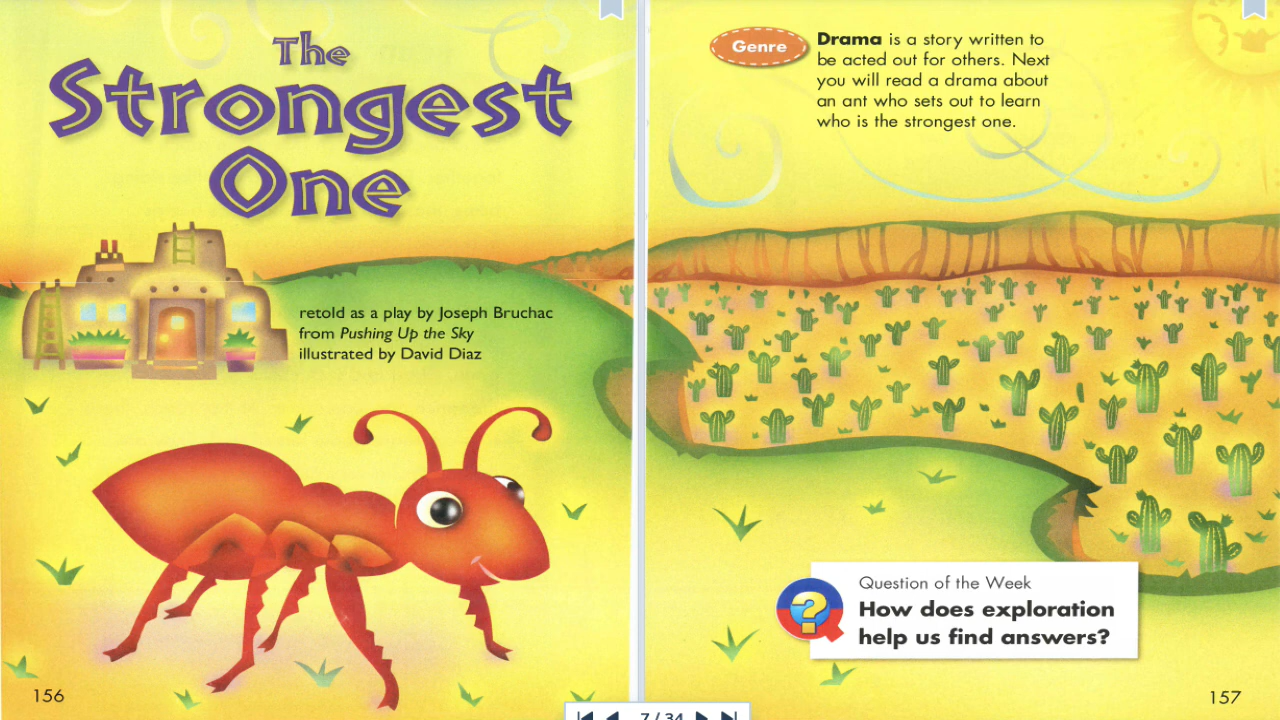 The
Strongest
One
retold as a play by Joseph Bruchac
from Pushing Up the Sky
illustrated by David Diaz
156
Genre
Drama is a story written to
be acted out for others. Next
you will read a drama about
an ant who sets out to learn
who is the strongest one.
Question of the Week
How does exploration
help us find answers?
157
7 / 34